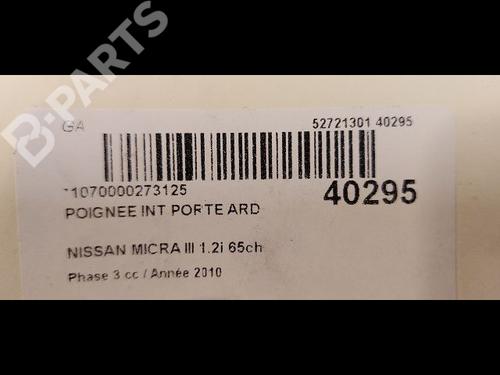 B-PARTS
GA 52721301 40295
*1070000273125 40295
POIGNEE INT PORTE ARD
NISSAN MICRA III 1.2i 65ch
Phase 3 cc / Année 2010